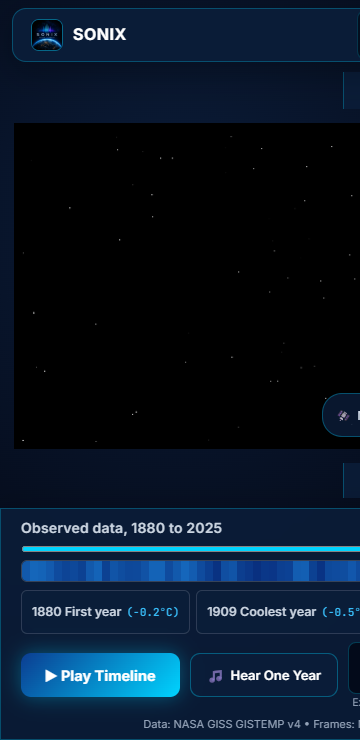 SONIX
Observed data, 1880 to 2025
1880 First year (-0.2°C)
1909 Coolest year (-0.5°
▶ Play Timeline
Hear One Year
Data: NASA GISS GISTEMP v4 • Frames: